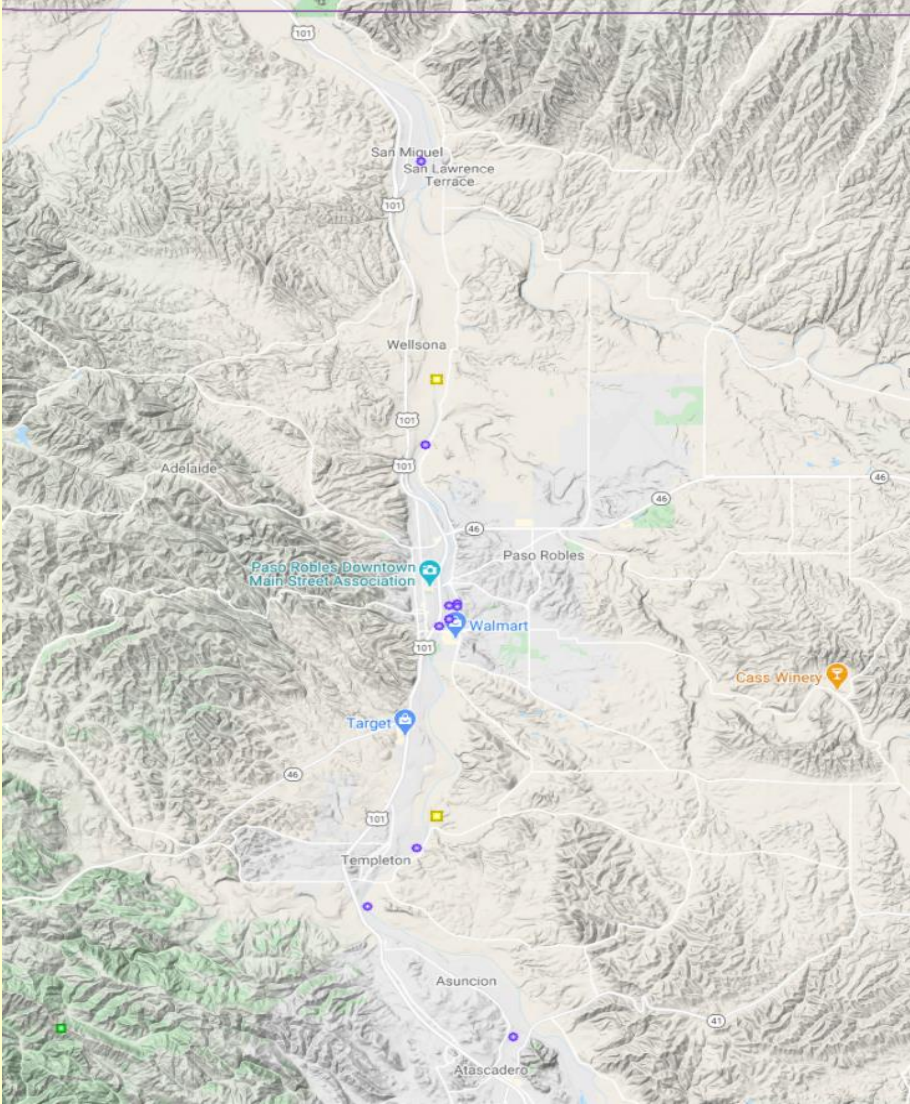 101
San Miguel
San Lawrence
Terrace
101
Wellsona
101
101
Adelaide
46
46
46
Paso Robles
Paso Robles Downtown
Main Street Association
Walmart
101
Cass Winery
Target
46
101
Templeton
Asuncion
41
Atascadero